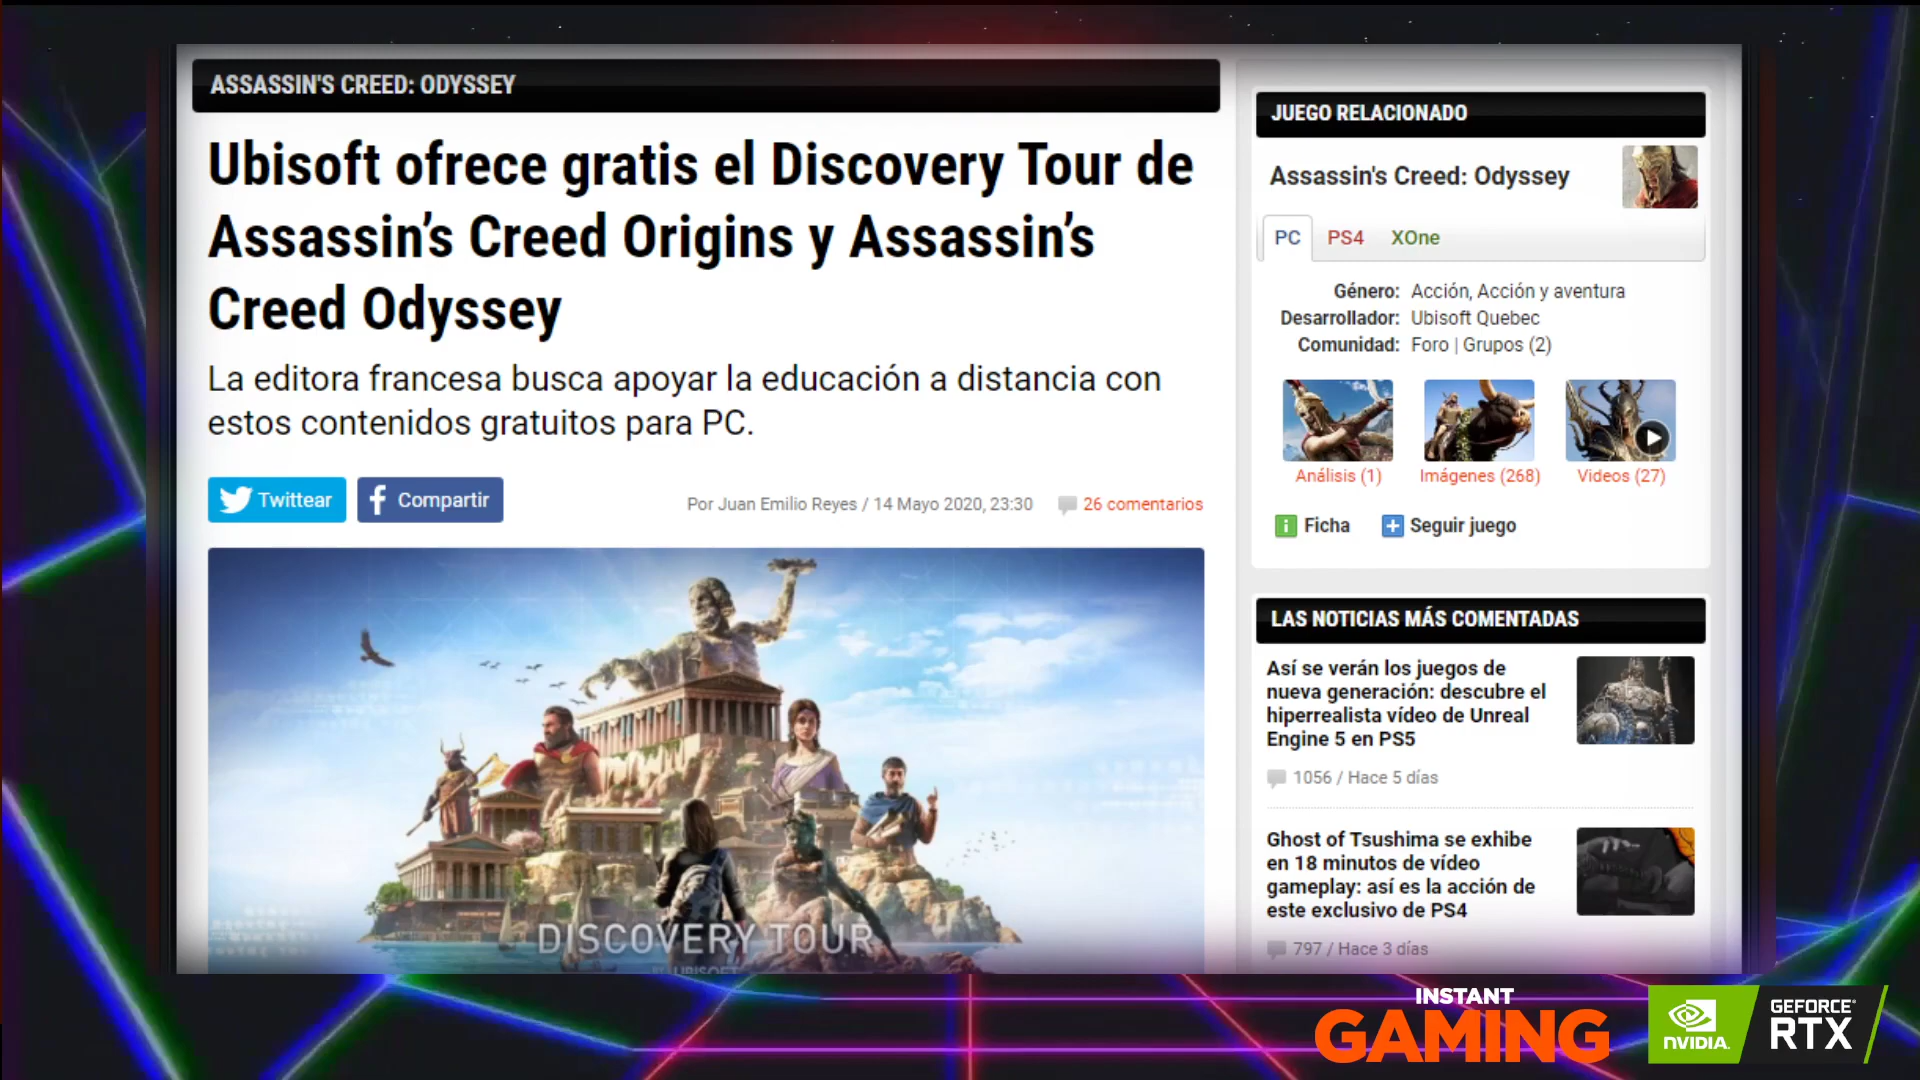 ASSASSIN'S CREED: ODYSSEY
Ubisoft ofrece gratis el Discovery Tour de
Assassin’s Creed Origins y Assassin’s
Creed Odyssey
La editora francesa busca apoyar la educación a distancia con
estos contenidos gratuitos para PC.
Twittear
Compartir
Por Juan Emilio Reyes / 14 Mayo 2020, 23:30
26 comentarios
DISCOVERY TOUR
BY UBISOFT
JUEGO RELACIONADO
Assassin's Creed: Odyssey
PC PS4 XOne
Género: Acción, Acción y aventura
Desarrollador: Ubisoft Quebec
Comunidad: Foro | Grupos (2)
Análisis (1) Imágenes (268) Videos (27)
Ficha Seguir juego
LAS NOTICIAS MÁS COMENTADAS
Así se verán los juegos de
nueva generación: descubre el
hiperrealista vídeo de Unreal
Engine 5 en PS5
1056 / Hace 5 días
Ghost of Tsushima se exhibe
en 18 minutos de vídeo
gameplay: así es la acción de
este exclusivo de PS4
797 / Hace 3 días
INSTANT
GAMING
NVIDIA.
GEFORCE®
RTX